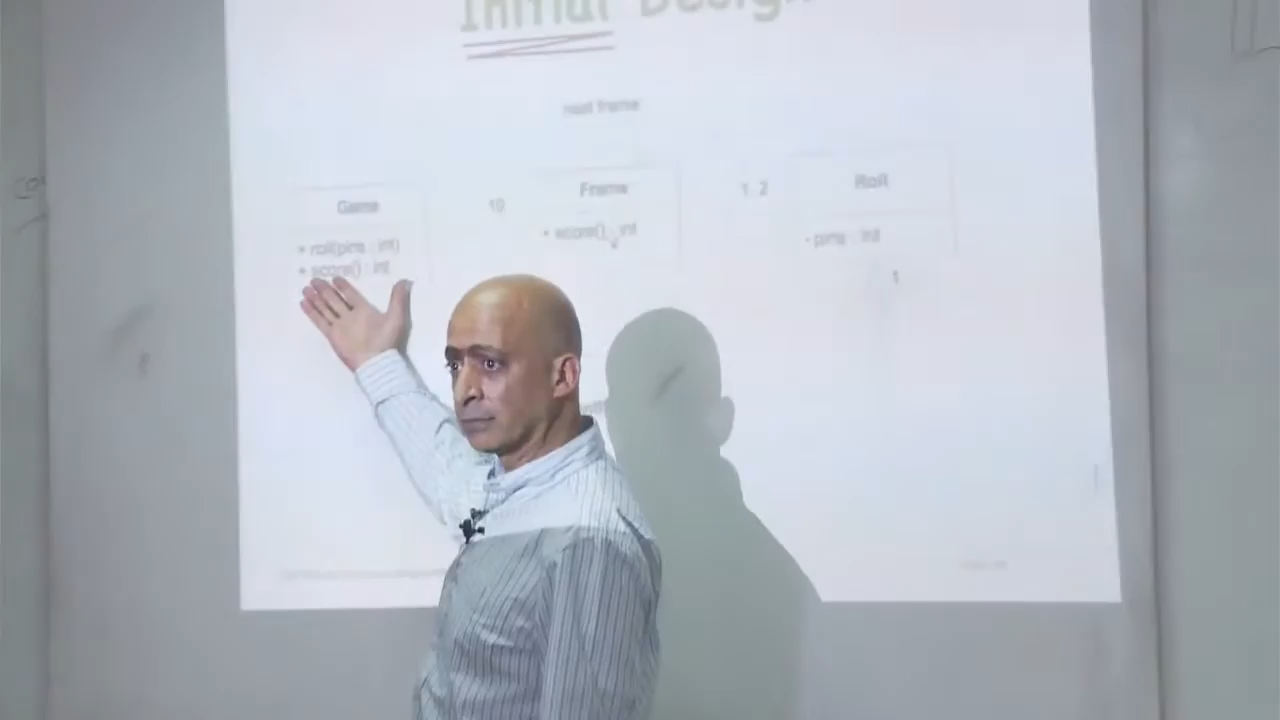 Initial Design
next frame
Game
+ roll(pins : int)
+ score() : int
10
Frame
+ score() : int
1..2
Roll
- pins : int
1